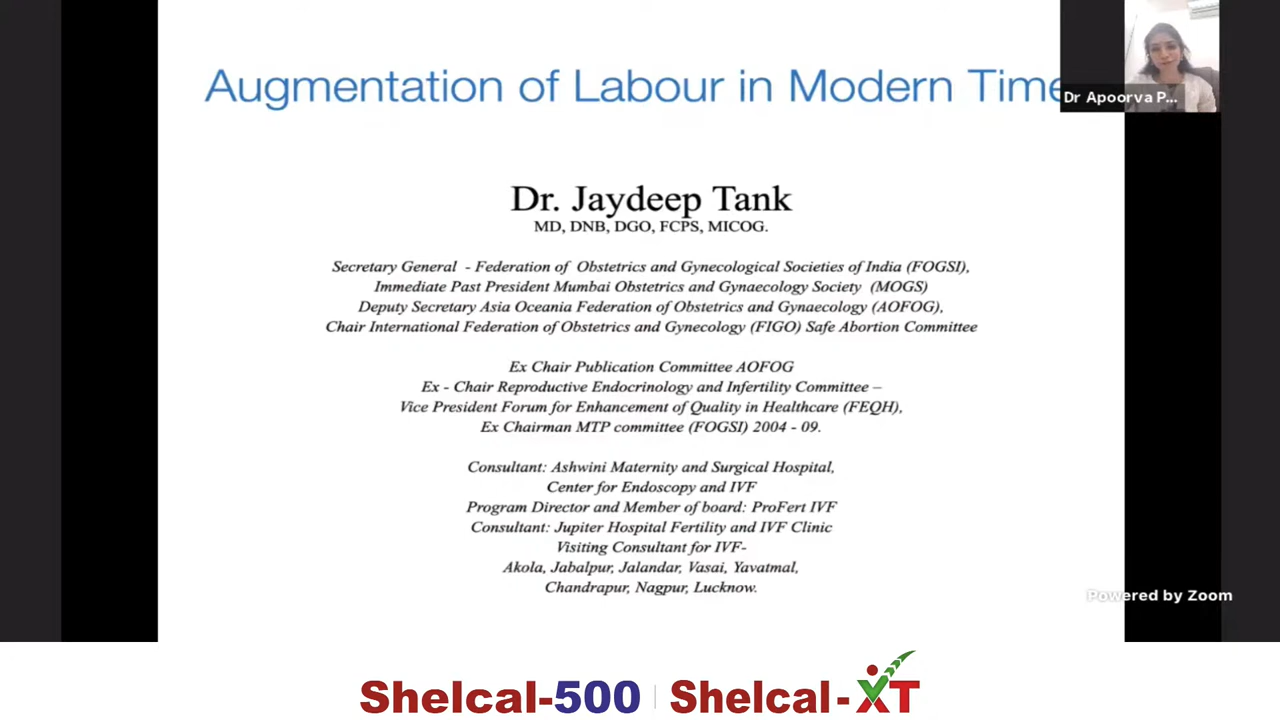 Augmentation of Labour in Modern Time
Dr Apoorva P...
Dr. Jaydeep Tank
MD, DNB, DGO, FCPS, MICOG.
Secretary General - Federation of Obstetrics and Gynecological Societies of India (FOGSI),
Immediate Past President Mumbai Obstetrics and Gynaecology Society (MOGS)
Deputy Secretary Asia Oceania Federation of Obstetrics and Gynaecology (AOFOG),
Chair International Federation of Obstetrics and Gynecology (FIGO) Safe Abortion Committee
Ex Chair Publication Committee AOFOG
Ex - Chair Reproductive Endocrinology and Infertility Committee –
Vice President Forum for Enhancement of Quality in Healthcare (FEQH),
Ex Chairman MTP committee (FOGSI) 2004 - 09.
Consultant: Ashwini Maternity and Surgical Hospital,
Center for Endoscopy and IVF
Program Director and Member of board: ProFert IVF
Consultant: Jupiter Hospital Fertility and IVF Clinic
Visiting Consultant for IVF-
Akola, Jabalpur, Jalandar, Vasai, Yavatmal,
Chandrapur, Nagpur, Lucknow.
Powered by Zoom
Shelcal-500 Shelcal-XT